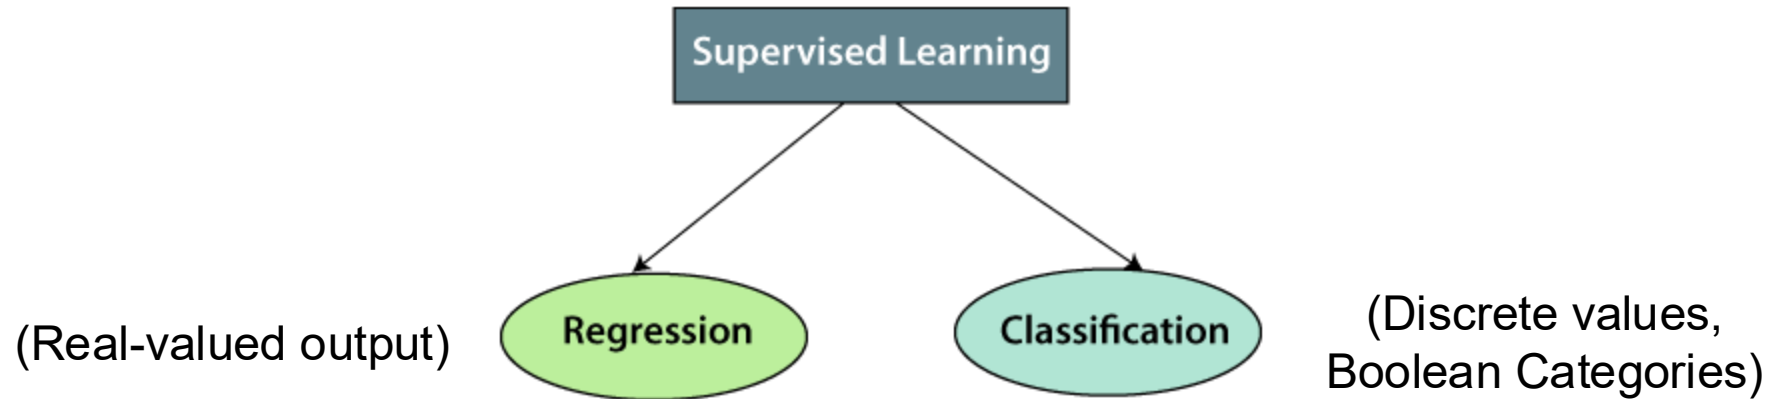 Supervised Learning
(Real-valued output)
Regression
Classification
(Discrete values,
Boolean Categories)